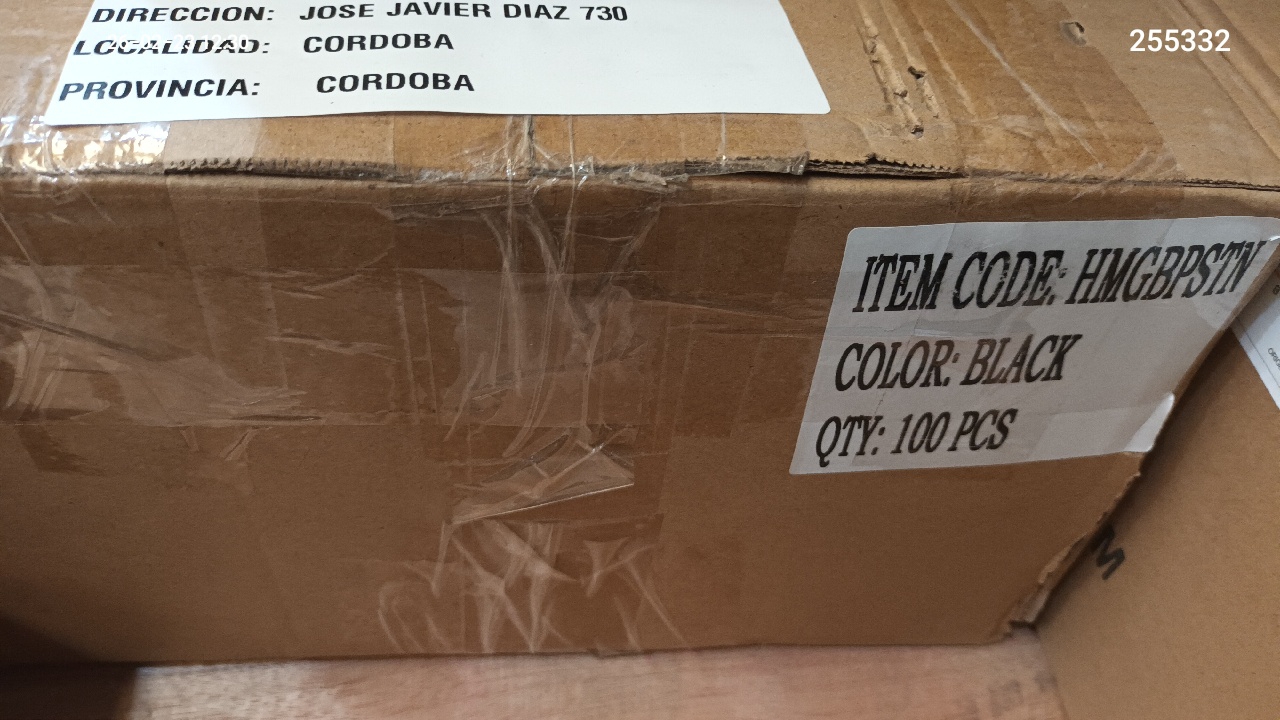 DIRECCION: JOSE JAVIER DIAZ 730
LOCALIDAD: CORDOBA
PROVINCIA: CORDOBA
255332
ITEM CODE: HMGBPSTN
COLOR: BLACK
QTY: 100 PCS
M